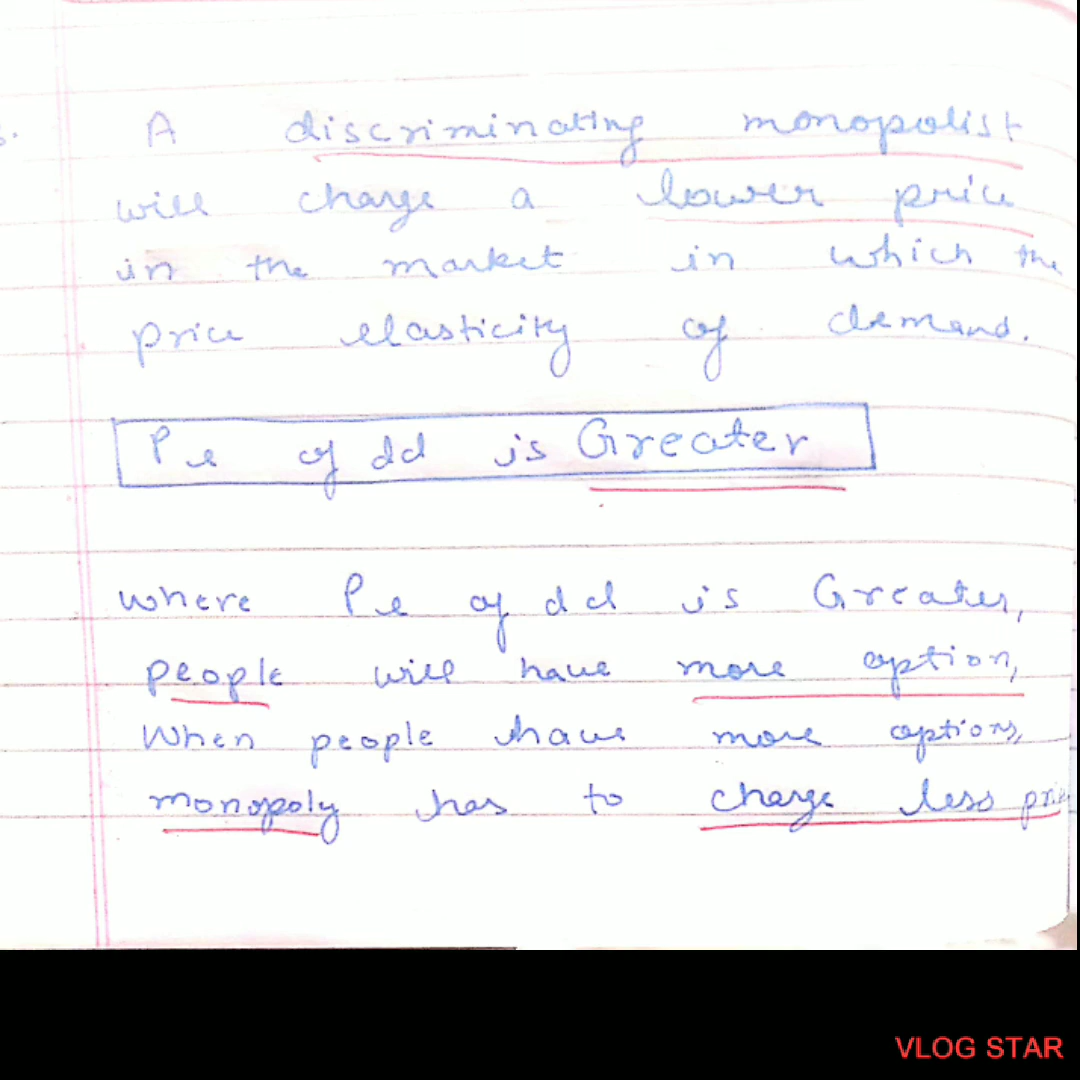 A discriminating monopolist
will charge a lower price
in the market in which the
price elasticity of demand.
Pe of dd is Greater
where Pe of dd is Greater,
people will have more option,
When people have more options,
monopoly has to charge less
VLOG STAR